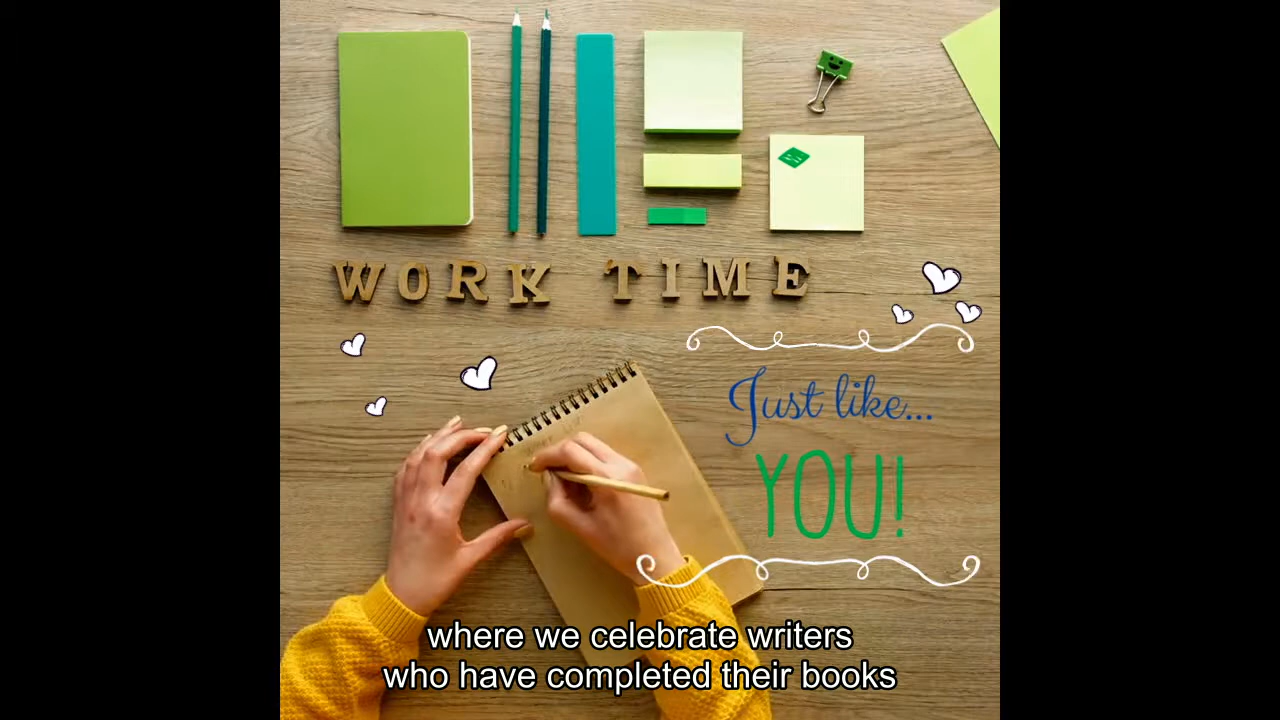 WORK TIME
Just like...
YOU!
where we celebrate writers
who have completed their books